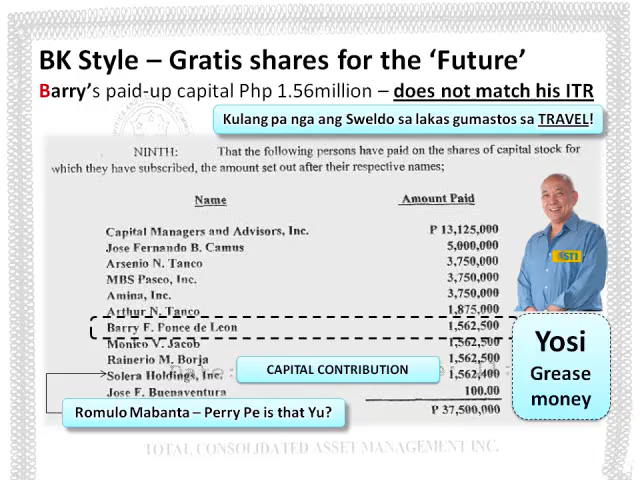 BK Style – Gratis shares for the ‘Future’
Barry’s paid-up capital Php 1.56million – does not match his ITR
Kulang pa nga ang Sweldo sa lakas gumastos sa TRAVEL!
NINTH: That the following persons have paid on the shares of capital stock for
which they have subscribed, the amount set out after their respective names;
Name Amount Paid
Capital Managers and Advisors, Inc. P 13,125,000
Jose Fernando B. Camus 5,000,000
Arsenio N. Tanco 3,750,000
MBS Pasco, Inc. 3,750,000
Amina, Inc. 3,750,000
Arthur N. Tanco 1,875,000
Barry F. Ponce de Leon 1,562,500
Monico V. Jacob 1,562,500
Rainerio M. Borja 1,562,500
Solera Holdings, Inc. 1,562,400
Jose F. Buenaventura 100.00
P 37,500,000
CAPITAL CONTRIBUTION
STI
Yosi
Grease
money
Romulo Mabanta – Perry Pe is that Yu?
TOTAL CONSOLIDATED ASSET MANAGEMENT INC.